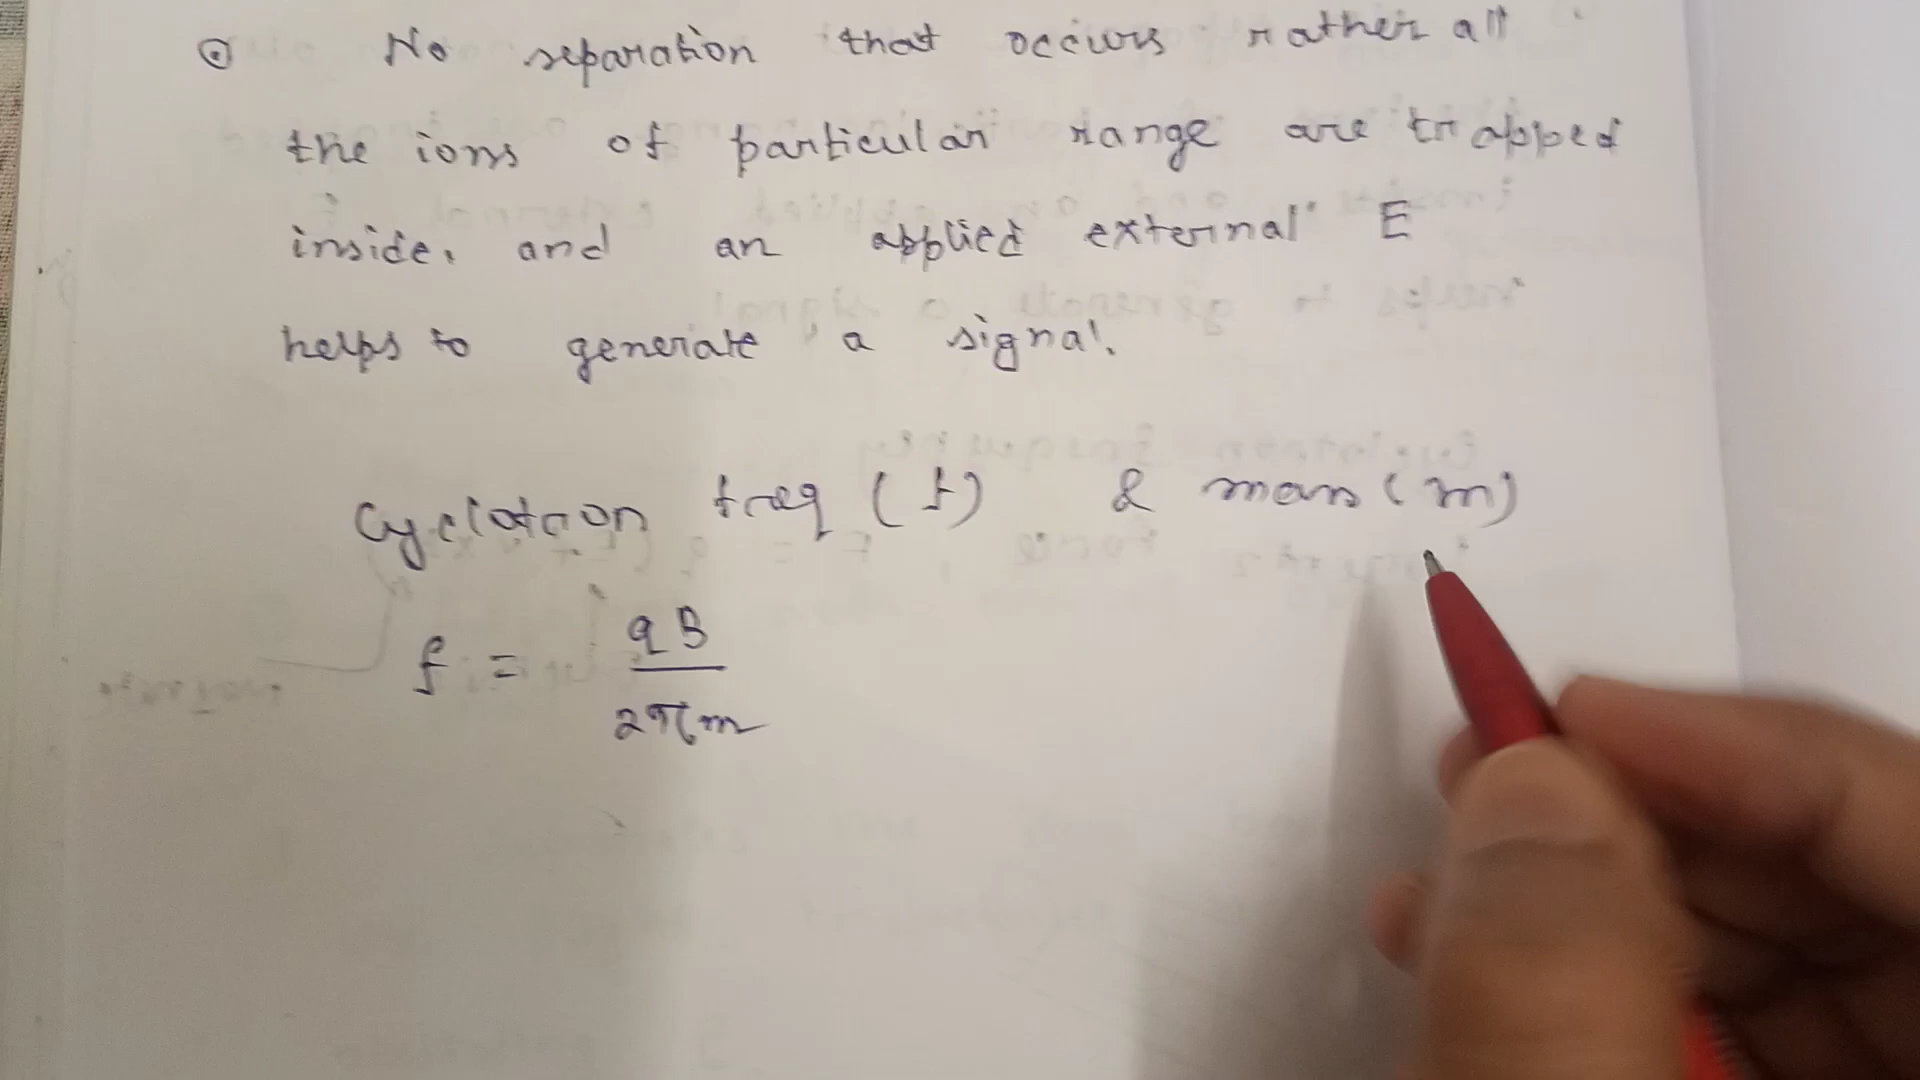 No separation that occurs rather all
the ions of particular range are trapped
inside, and an applied external E
helps to generate a signal.
Cyclotron freq (f) & mass (m)
f = qB / 2πm